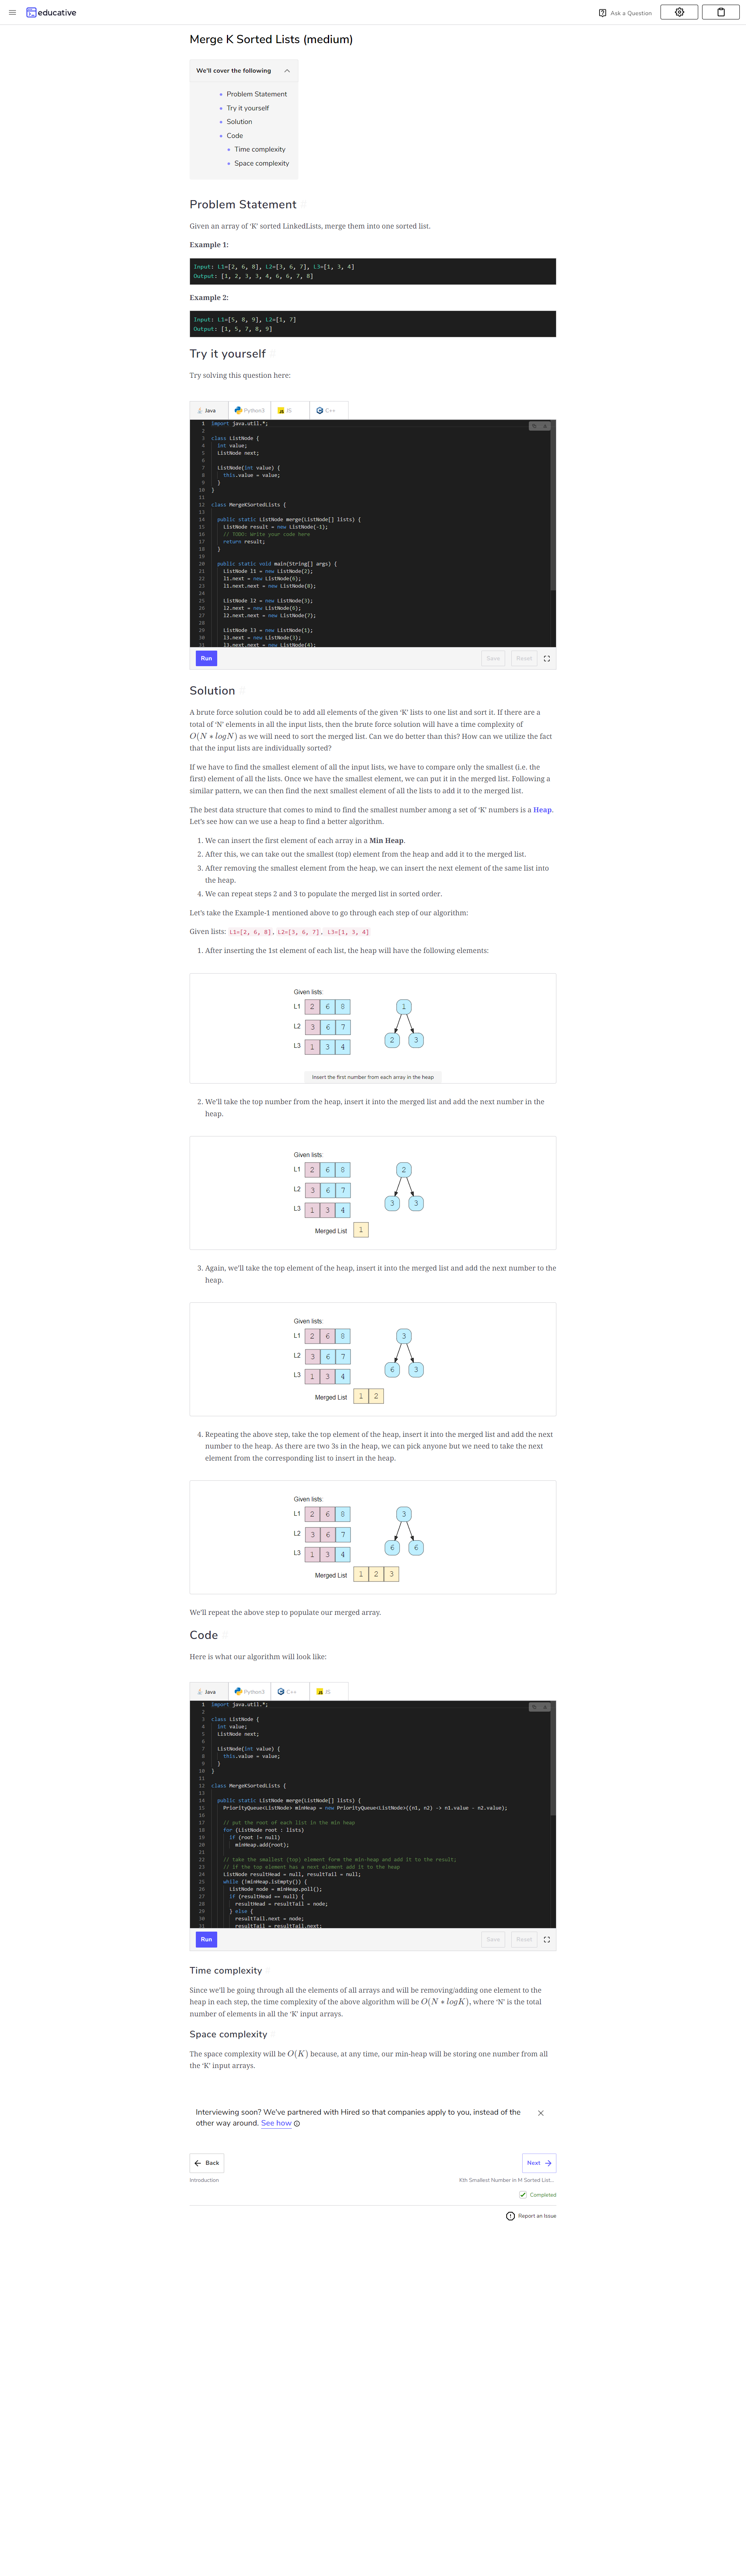 educative
Ask a Question
Merge K Sorted Lists (medium)
We'll cover the following
Problem Statement
Try it yourself
Solution
Code
Time complexity
Space complexity
Problem Statement
Given an array of ‘K’ sorted LinkedLists, merge them into one sorted list.
Example 1:
Input: L1=[2, 6, 8], L2=[3, 6, 7], L3=[1, 3, 4]
Output: [1, 2, 3, 3, 4, 6, 6, 7, 8]
Example 2:
Input: L1=[5, 8, 9], L2=[1, 7]
Output: [1, 5, 7, 8, 9]
Try it yourself
Try solving this question here:
Java Python3 JS C++
1 import java.util.*;
2
3 class ListNode {
4 int value;
5 ListNode next;
6
7 ListNode(int value) {
8 this.value = value;
9 }
10 }
11
12 class MergeKSortedLists {
13
14 public static ListNode merge(ListNode[] lists) {
15 ListNode result = new ListNode(-1);
16 // TODO: Write your code here
17 return result;
18 }
19
20 public static void main(String[] args) {
21 ListNode l1 = new ListNode(2);
22 l1.next = new ListNode(6);
23 l1.next.next = new ListNode(8);
24
25 ListNode l2 = new ListNode(3);
26 l2.next = new ListNode(6);
27 l2.next.next = new ListNode(7);
28
29 ListNode l3 = new ListNode(1);
30 l3.next = new ListNode(3);
31 l3.next.next = new ListNode(4);
Run Save Reset
Solution
A brute force solution could be to add all elements of the given ‘K’ lists to one list and sort it. If there are a
total of ‘N’ elements in all the input lists, then the brute force solution will have a time complexity of
O(N ∗ logN) as we will need to sort the merged list. Can we do better than this? How can we utilize the fact
that the input lists are individually sorted?
If we have to find the smallest element of all the input lists, we have to compare only the smallest (i.e. the
first) element of all the lists. Once we have the smallest element, we can put it in the merged list. Following a
similar pattern, we can then find the next smallest element of all the lists to add it to the merged list.
The best data structure that comes to mind to find the smallest number among a set of ‘K’ numbers is a Heap.
Let’s see how can we use a heap to find a better algorithm.
1. We can insert the first element of each array in a Min Heap.
2. After this, we can take out the smallest (top) element from the heap and add it to the merged list.
3. After removing the smallest element from the heap, we can insert the next element of the same list into
the heap.
4. We can repeat steps 2 and 3 to populate the merged list in sorted order.
Let’s take the Example-1 mentioned above to go through each step of our algorithm:
Given lists: L1=[2, 6, 8], L2=[3, 6, 7], L3=[1, 3, 4]
1. After inserting the 1st element of each list, the heap will have the following elements:
Given lists:
L1 2 6 8 1
L2 3 6 7 2 3
L3 1 3 4
Insert the first number from each array in the heap
2. We’ll take the top number from the heap, insert it into the merged list and add the next number in the
heap.
Given lists:
L1 2 6 8 2
L2 3 6 7 3 3
L3 1 3 4
Merged List 1
3. Again, we’ll take the top element of the heap, insert it into the merged list and add the next number to the
heap.
Given lists:
L1 2 6 8 3
L2 3 6 7 6 3
L3 1 3 4
Merged List 1 2
4. Repeating the above step, take the top element of the heap, insert it into the merged list and add the next
number to the heap. As there are two 3s in the heap, we can pick anyone but we need to take the next
element from the corresponding list to insert in the heap.
Given lists:
L1 2 6 8 3
L2 3 6 7 6 6
L3 1 3 4
Merged List 1 2 3
We’ll repeat the above step to populate our merged array.
Code
Here is what our algorithm will look like:
Java Python3 C++ JS
1 import java.util.*;
2
3 class ListNode {
4 int value;
5 ListNode next;
6
7 ListNode(int value) {
8 this.value = value;
9 }
10 }
11
12 class MergeKSortedLists {
13
14 public static ListNode merge(ListNode[] lists) {
15 PriorityQueue<ListNode> minHeap = new PriorityQueue<ListNode>((n1, n2) -> n1.value - n2.value);
16
17 // put the root of each list in the min heap
18 for (ListNode root : lists)
19 if (root != null)
20 minHeap.add(root);
21
22 // take the smallest (top) element form the min-heap and add it to the result;
23 // if the top element has a next element add it to the heap
24 ListNode resultHead = null, resultTail = null;
25 while (!minHeap.isEmpty()) {
26 ListNode node = minHeap.poll();
27 if (resultHead == null) {
28 resultHead = resultTail = node;
29 } else {
30 resultTail.next = node;
31 resultTail = resultTail.next;
Run Save Reset
Time complexity
Since we’ll be going through all the elements of all arrays and will be removing/adding one element to the
heap in each step, the time complexity of the above algorithm will be O(N ∗ logK), where ‘N’ is the total
number of elements in all the ‘K’ input arrays.
Space complexity
The space complexity will be O(K) because, at any time, our min-heap will be storing one number from all
the ‘K’ input arrays.
Interviewing soon? We've partnered with Hired so that companies apply to you, instead of the
other way around. See how
Back Next
Introduction Kth Smallest Number in M Sorted List...
Completed
Report an Issue